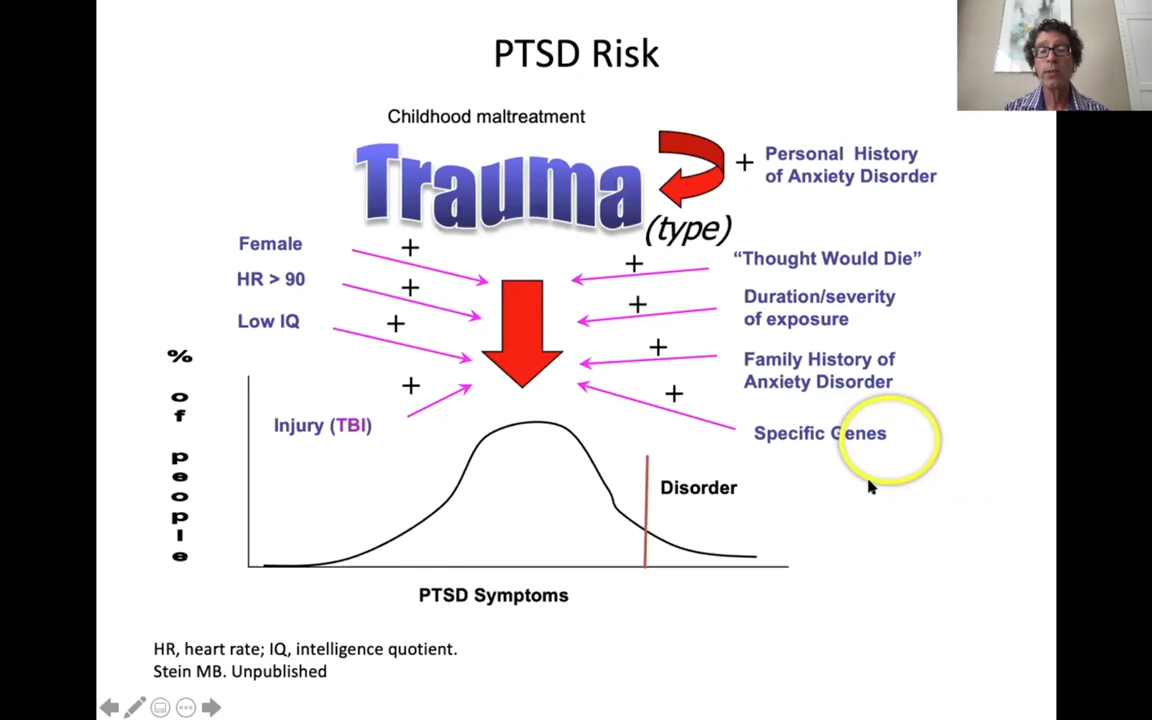 PTSD Risk
Childhood maltreatment
Trauma
(type)
+ Personal History
of Anxiety Disorder
Female +
HR > 90 +
Low IQ +
Injury (TBI) +
+ “Thought Would Die”
+ Duration/severity
of exposure
+ Family History of
Anxiety Disorder
+ Specific Genes
% of people
Disorder
PTSD Symptoms
HR, heart rate; IQ, intelligence quotient.
Stein MB. Unpublished